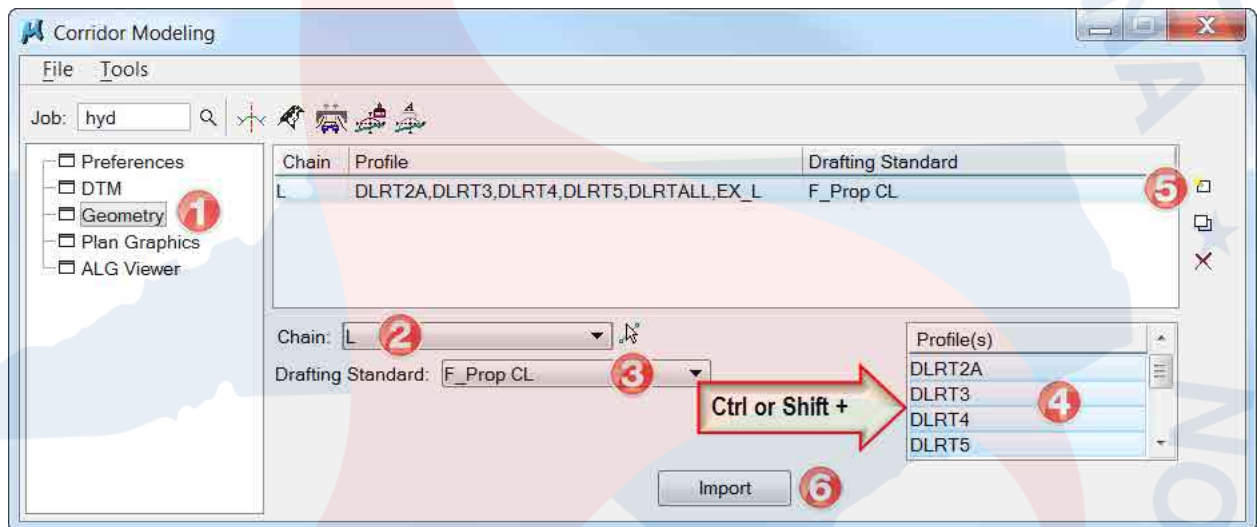 Corridor Modeling
File Tools
Job: hyd
Preferences
DTM
Geometry
Plan Graphics
ALG Viewer
1
Chain Profile Drafting Standard
L DLRT2A,DLRT3,DLRT4,DLRT5,DLRTALL,EX_L F_Prop CL
5
Chain: L
2
Drafting Standard: F_Prop CL
3
Ctrl or Shift +
Profile(s)
DLRT2A
DLRT3
DLRT4
DLRT5
4
Import
6
NO